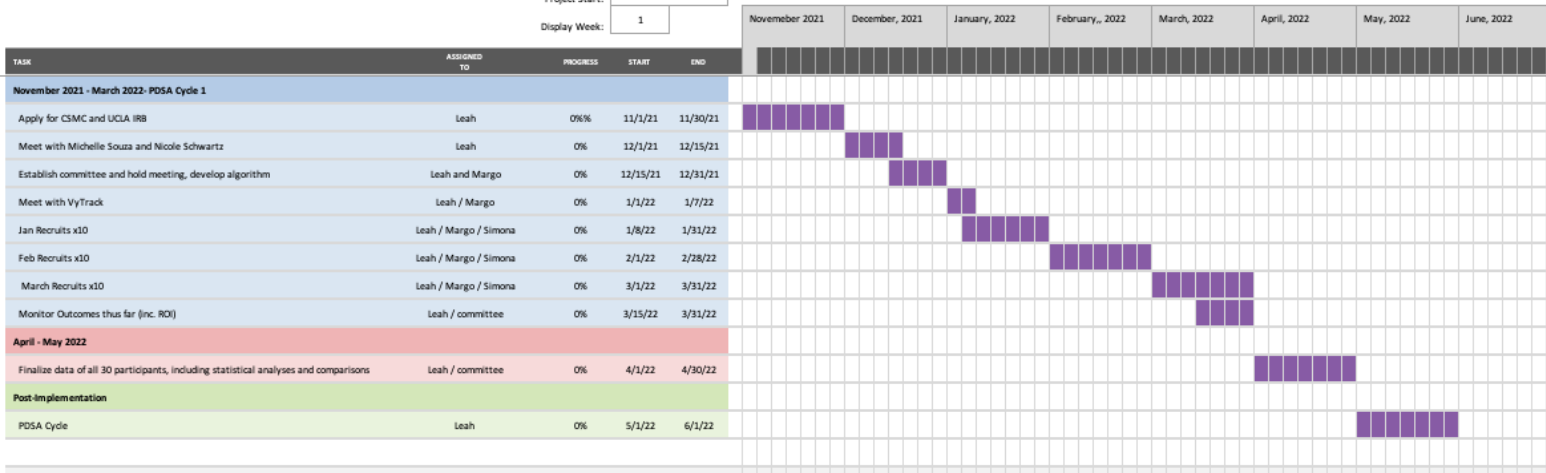 Project Start:
Display Week: 1
Novemeber 2021 December, 2021 January, 2022 February,, 2022 March, 2022 April, 2022 May, 2022 June, 2022
TASK ASSIGNED TO PROGRESS START END
November 2021 - March 2022- PDSA Cycle 1
Apply for CSMC and UCLA IRB Leah 0%% 11/1/21 11/30/21
Meet with Michelle Souza and Nicole Schwartz Leah 0% 12/1/21 12/15/21
Establish committee and hold meeting, develop algorithm Leah and Margo 0% 12/15/21 12/31/21
Meet with VyTrack Leah / Margo 0% 1/1/22 1/7/22
Jan Recruits x10 Leah / Margo / Simona 0% 1/8/22 1/31/22
Feb Recruits x10 Leah / Margo / Simona 0% 2/1/22 2/28/22
March Recruits x10 Leah / Margo / Simona 0% 3/1/22 3/31/22
Monitor Outcomes thus far (inc. ROI) Leah / committee 0% 3/15/22 3/31/22
April - May 2022
Finalize data of all 30 participants, including statistical analyses and comparisons Leah / committee 0% 4/1/22 4/30/22
Post-Implementation
PDSA Cycle Leah 0% 5/1/22 6/1/22